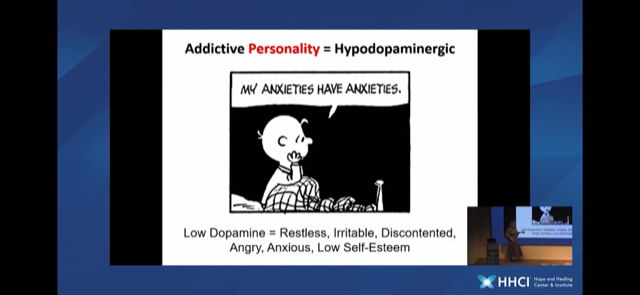 Addictive Personality = Hypodopaminergic
MY ANXIETIES HAVE ANXIETIES.
Low Dopamine = Restless, Irritable, Discontented,
Angry, Anxious, Low Self-Esteem
HHCI
Hope and Healing
Center & Institute